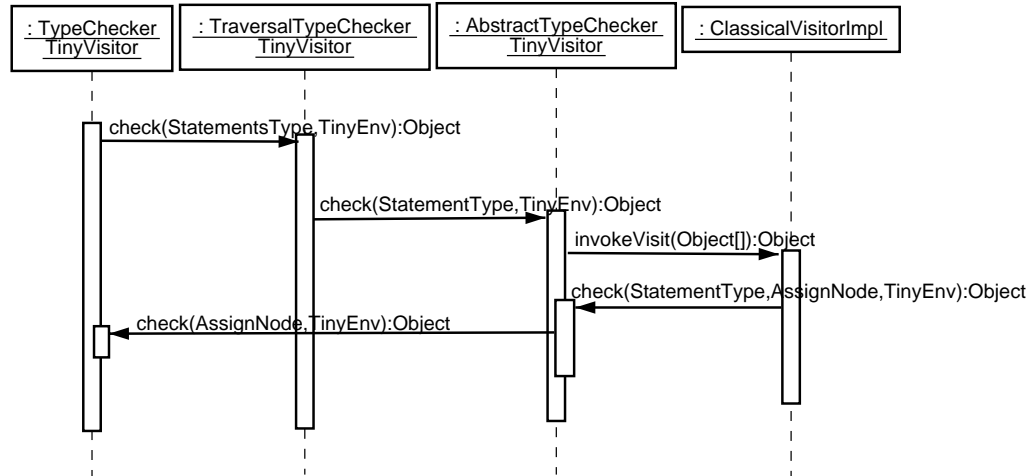 : TypeChecker
TinyVisitor
: TraversalTypeChecker
TinyVisitor
: AbstractTypeChecker
TinyVisitor
: ClassicalVisitorImpl
check(StatementsType,TinyEnv):Object
check(StatementType,TinyEnv):Object
invokeVisit(Object[]):Object
check(StatementType,AssignNode,TinyEnv):Object
check(AssignNode,TinyEnv):Object